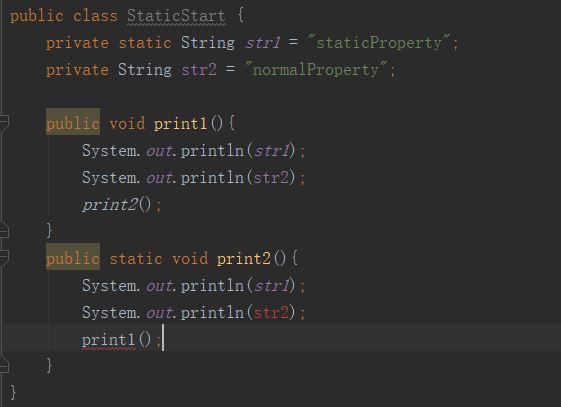 public class StaticStart {
    private static String str1 = "staticProperty";
    private String str2 = "normalProperty";
    public void print1(){
        System.out.println(str1);
        System.out.println(str2);
        print2();
    }
    public static void print2(){
        System.out.println(str1);
        System.out.println(str2);
        print1();
    }
}